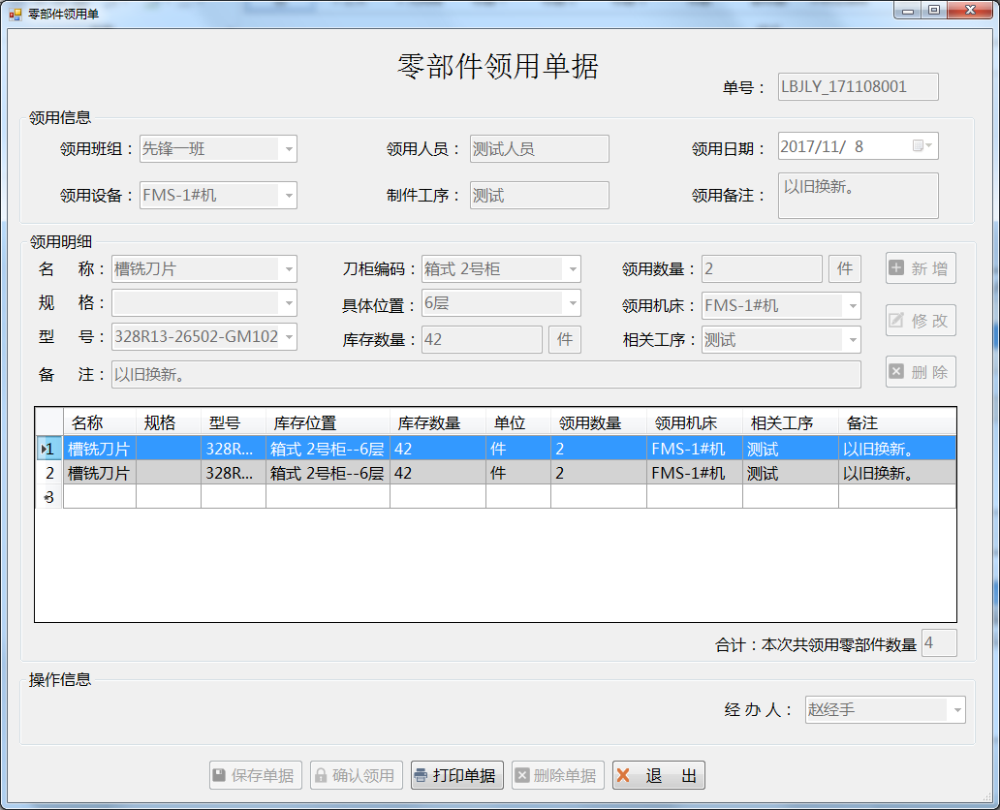 零部件领用单
零部件领用单据
单号： LBJLY_171108001
领用信息
领用班组： 先锋一班 领用人员： 测试人员 领用日期： 2017/11/ 8
领用设备： FMS-1#机 制件工序： 测试 领用备注： 以旧换新。
领用明细
名 称： 槽铣刀片 刀柜编码： 箱式 2号柜 领用数量： 2 件 新 增
规 格： 具体位置： 6层 领用机床： FMS-1#机 修 改
型 号： 328R13-26502-GM102 库存数量： 42 件 相关工序： 测试
备 注： 以旧换新。 删 除
名称 规格 型号 库存位置 库存数量 单位 领用数量 领用机床 相关工序 备注
1 槽铣刀片 328R... 箱式 2号柜--6层 42 件 2 FMS-1#机 测试 以旧换新。
2 槽铣刀片 328R... 箱式 2号柜--6层 42 件 2 FMS-1#机 测试 以旧换新。
3
合计：本次共领用零部件数量 4
操作信息
经 办 人： 赵经手
保存单据 确认领用 打印单据 删除单据 退 出